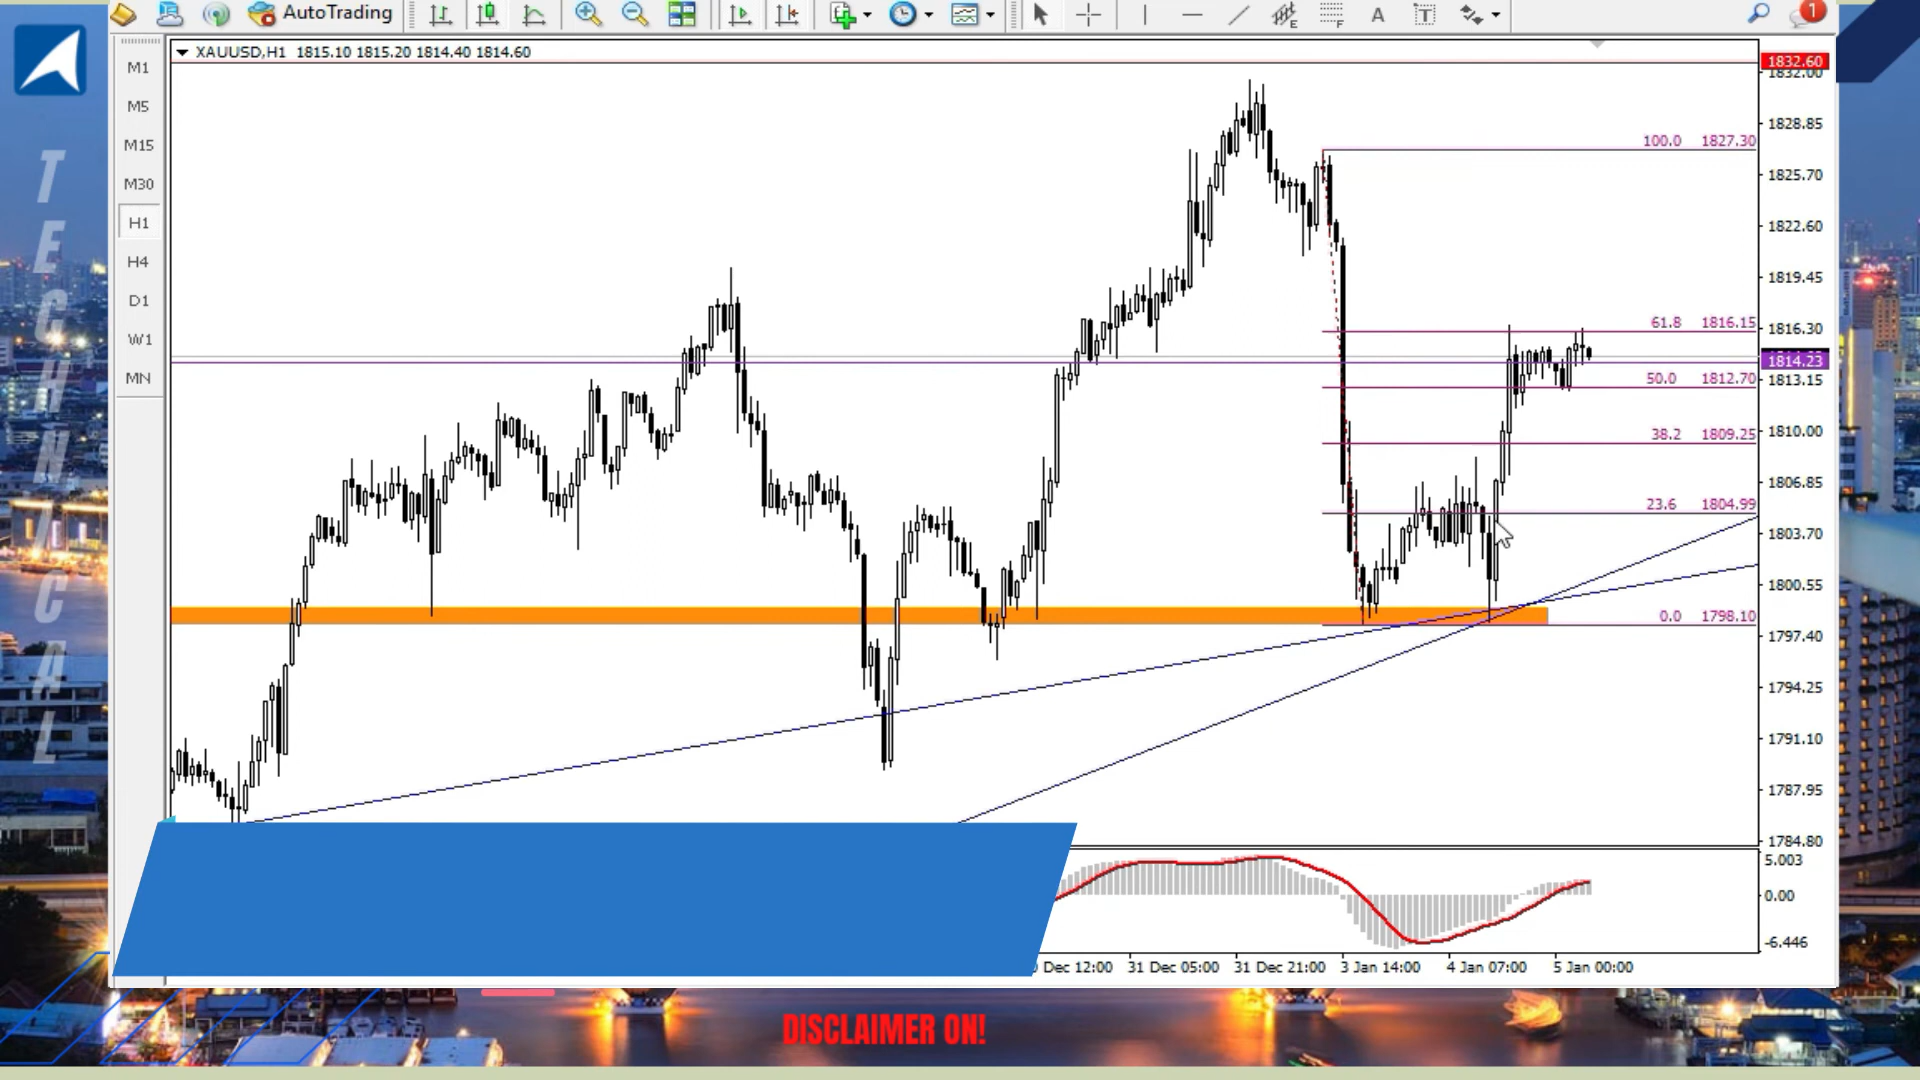 AutoTrading
1
XAUUSD,H1 1815.10 1815.20 1814.40 1814.60
M1
M5
M15
M30
H1
H4
D1
W1
MN
TECHNICAL
1832.60
1832.00
1828.85
1825.70
1822.60
1819.45
1816.30
1814.23
1813.15
1810.00
1806.85
1803.70
1800.55
1797.40
1794.25
1791.10
1787.95
1784.80
100.0 1827.30
61.8 1816.15
50.0 1812.70
38.2 1809.25
23.6 1804.99
0.0 1798.10
5.003
0.00
-6.446
Dec 12:00 31 Dec 05:00 31 Dec 21:00 3 Jan 14:00 4 Jan 07:00 5 Jan 00:00
DISCLAIMER ON!